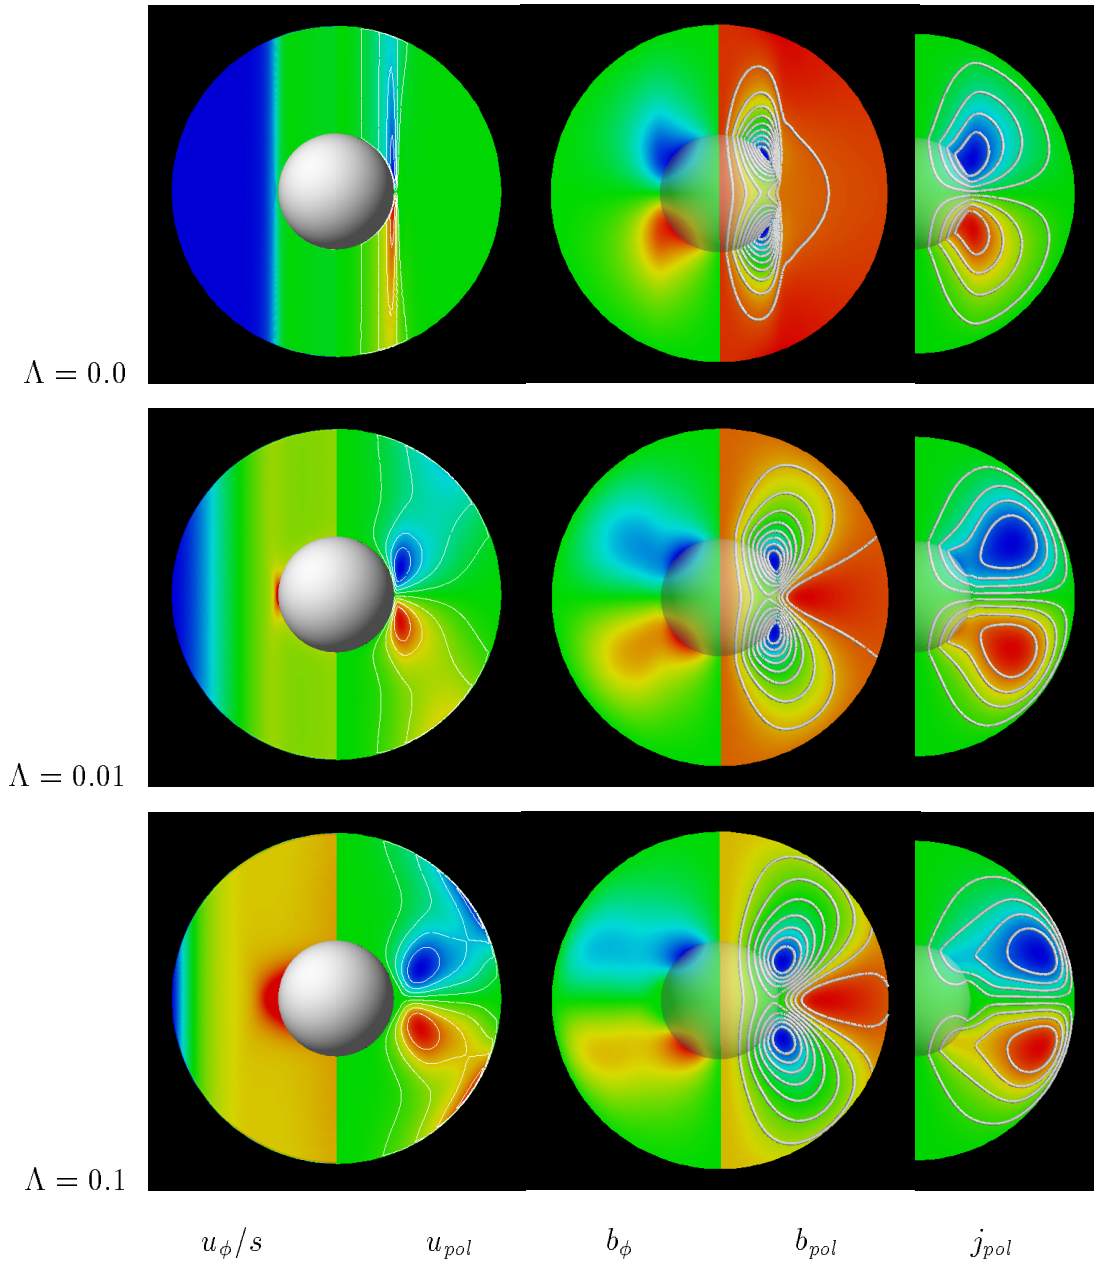 Λ = 0.0
Λ = 0.01
Λ = 0.1
u_ϕ/s u_pol b_ϕ b_pol j_pol